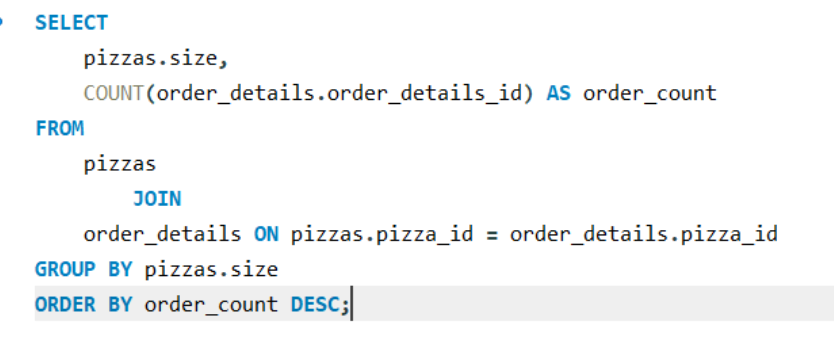 SELECT
pizzas.size,
COUNT(order_details.order_details_id) AS order_count
FROM
pizzas
JOIN
order_details ON pizzas.pizza_id = order_details.pizza_id
GROUP BY pizzas.size
ORDER BY order_count DESC;